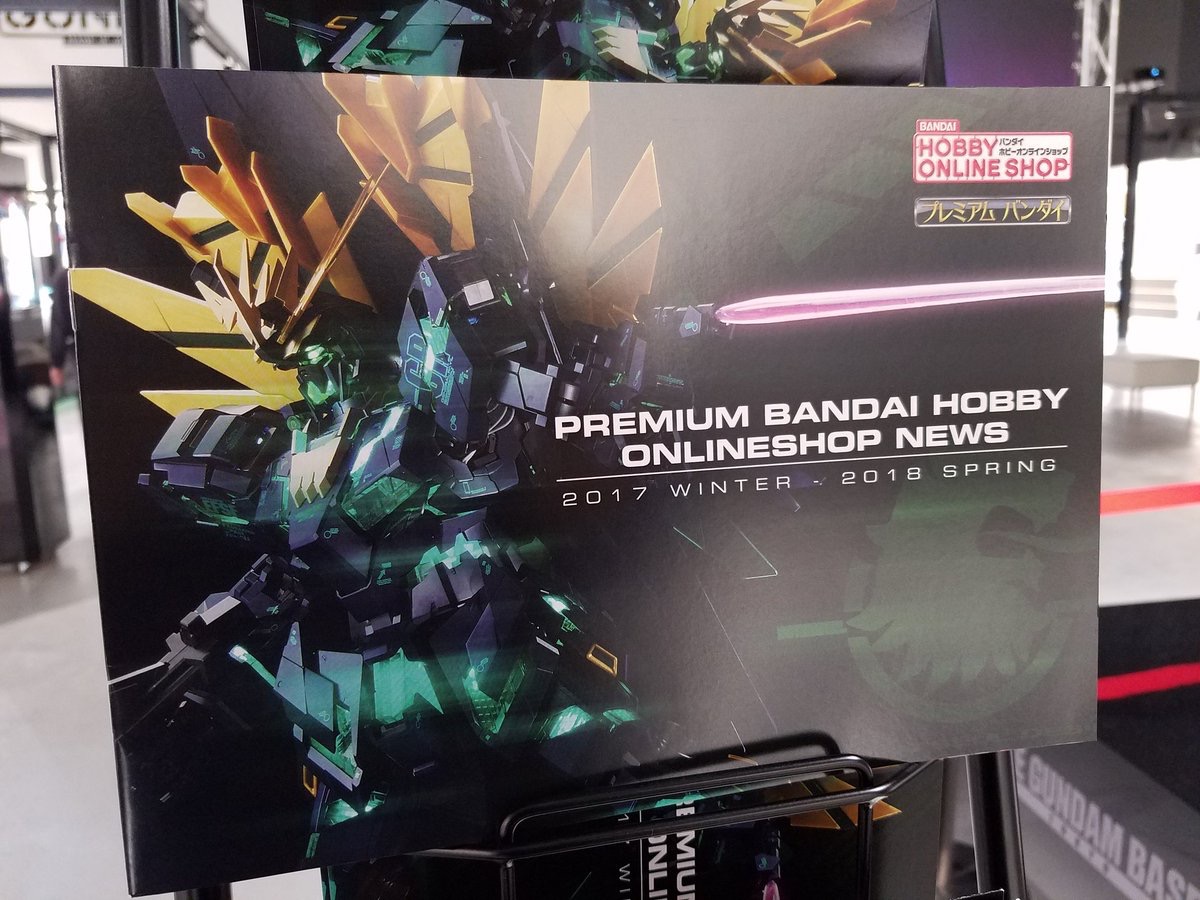 BANDAI
HOBBY バンダイ
ホビーオンラインショップ
ONLINE SHOP
プレミアム バンダイ
PREMIUM BANDAI HOBBY
ONLINESHOP NEWS
2017 WINTER - 2018 SPRING
GUNDAM BASE